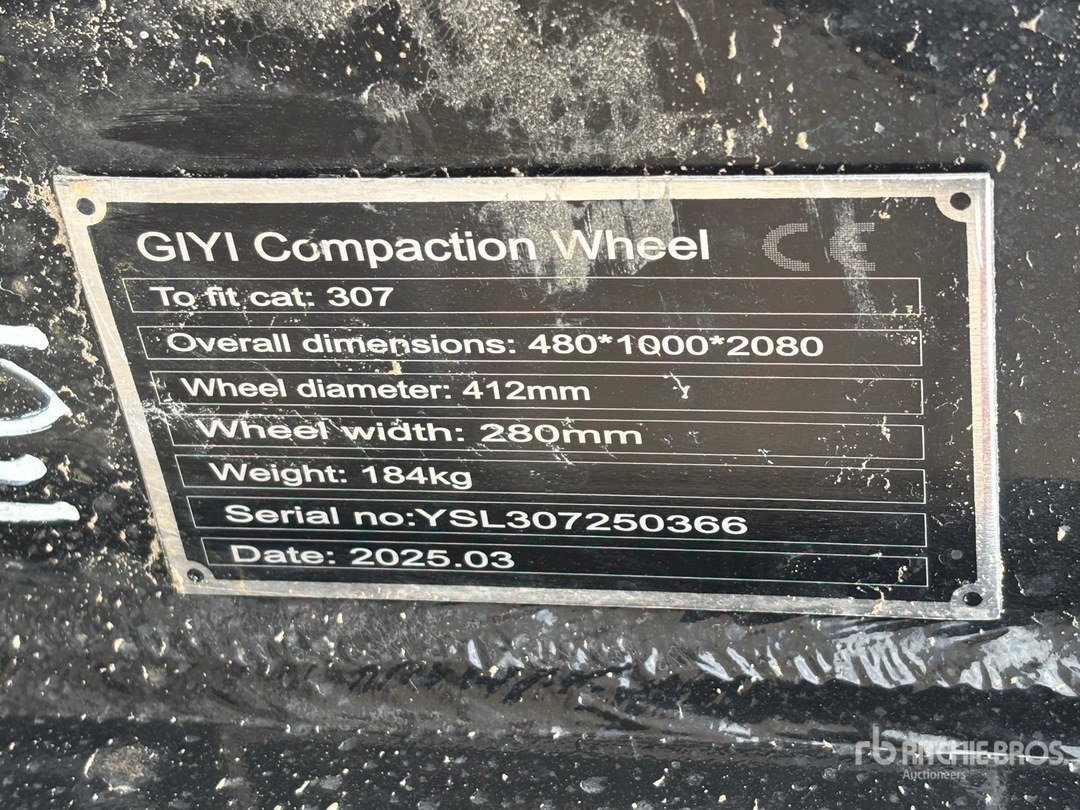 GIYI Compaction Wheel CE
To fit cat: 307
Overall dimensions: 480*1000*2080
Wheel diameter: 412mm
Wheel width: 280mm
Weight: 184kg
Serial no:YSL307250366
Date: 2025.03
rb RITCHIE BROS.
Auctioneers